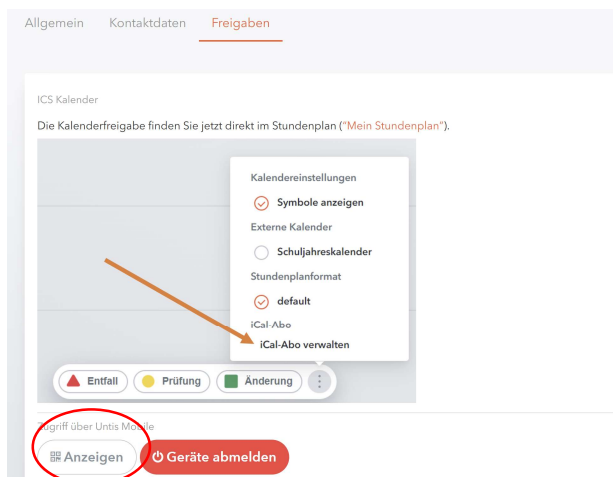 Allgemein Kontaktdaten Freigaben
ICS Kalender
Die Kalenderfreigabe finden Sie jetzt direkt im Stundenplan ("Mein Stundenplan").
Kalendereinstellungen
Symbole anzeigen
Externe Kalender
Schuljahreskalender
Stundenplanformat
default
iCal-Abo
iCal-Abo verwalten
Entfall Prüfung Änderung
Zugriff über Untis Mobile
Anzeigen Geräte abmelden